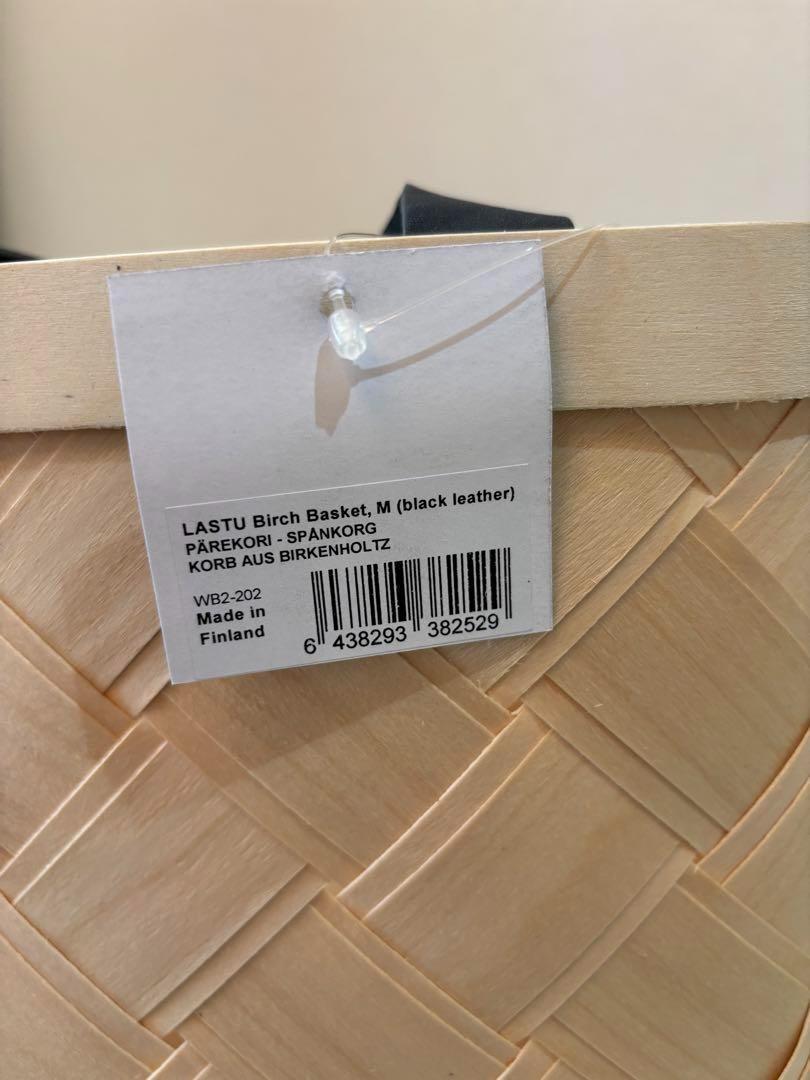 LASTU Birch Basket, M (black leather)
PÄREKORI - SPÅNKORG
KORB AUS BIRKENHOLTZ
WB2-202
Made in
Finland
6 438293 382529